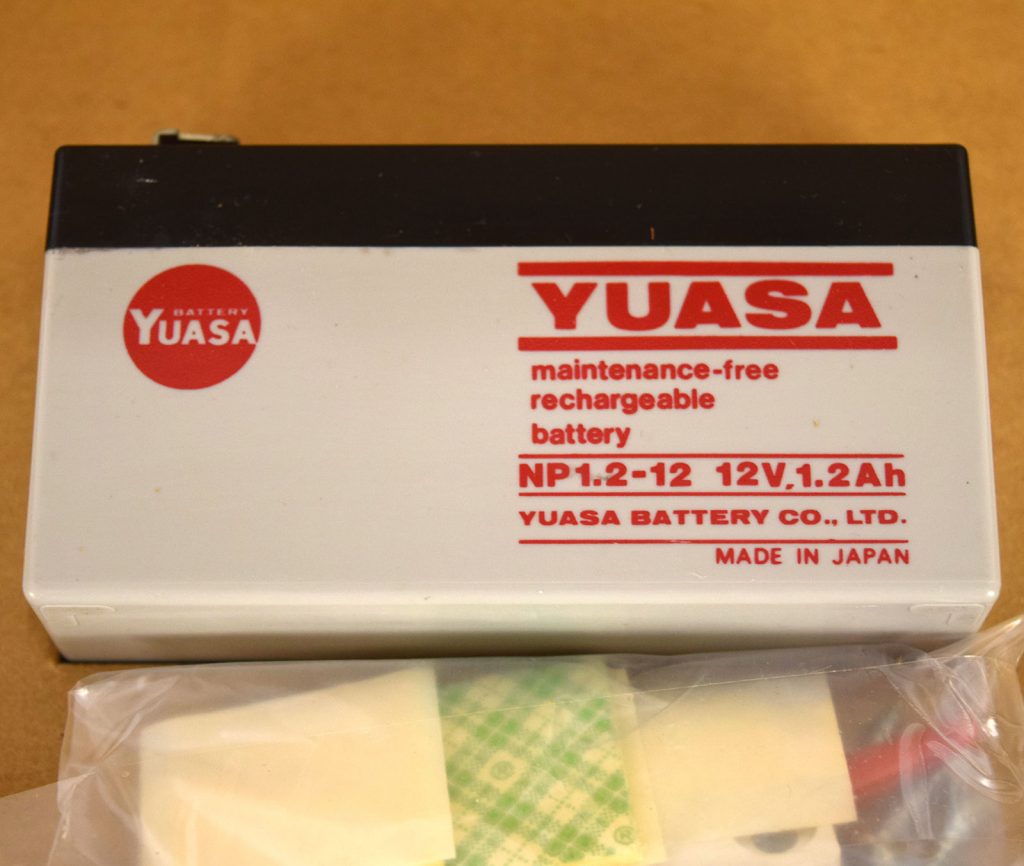 BATTERY
YUASA
YUASA
maintenance-free
rechargeable
battery
NP1.2-12 12V,1.2Ah
YUASA BATTERY CO., LTD.
MADE IN JAPAN
®